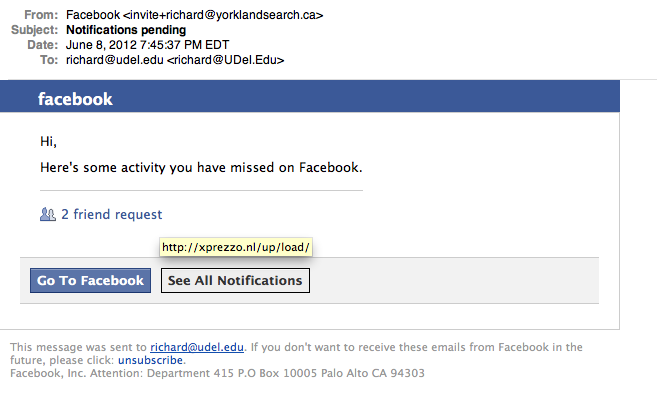 From: Facebook <invite+richard@yorklandsearch.ca>
Subject: Notifications pending
Date: June 8, 2012 7:45:37 PM EDT
To: richard@udel.edu <richard@UDel.Edu>
facebook
Hi,
Here's some activity you have missed on Facebook.
2 friend request
http://xprezzo.nl/up/load/
Go To Facebook See All Notifications
This message was sent to richard@udel.edu. If you don't want to receive these emails from Facebook in the
future, please click: unsubscribe.
Facebook, Inc. Attention: Department 415 P.O Box 10005 Palo Alto CA 94303